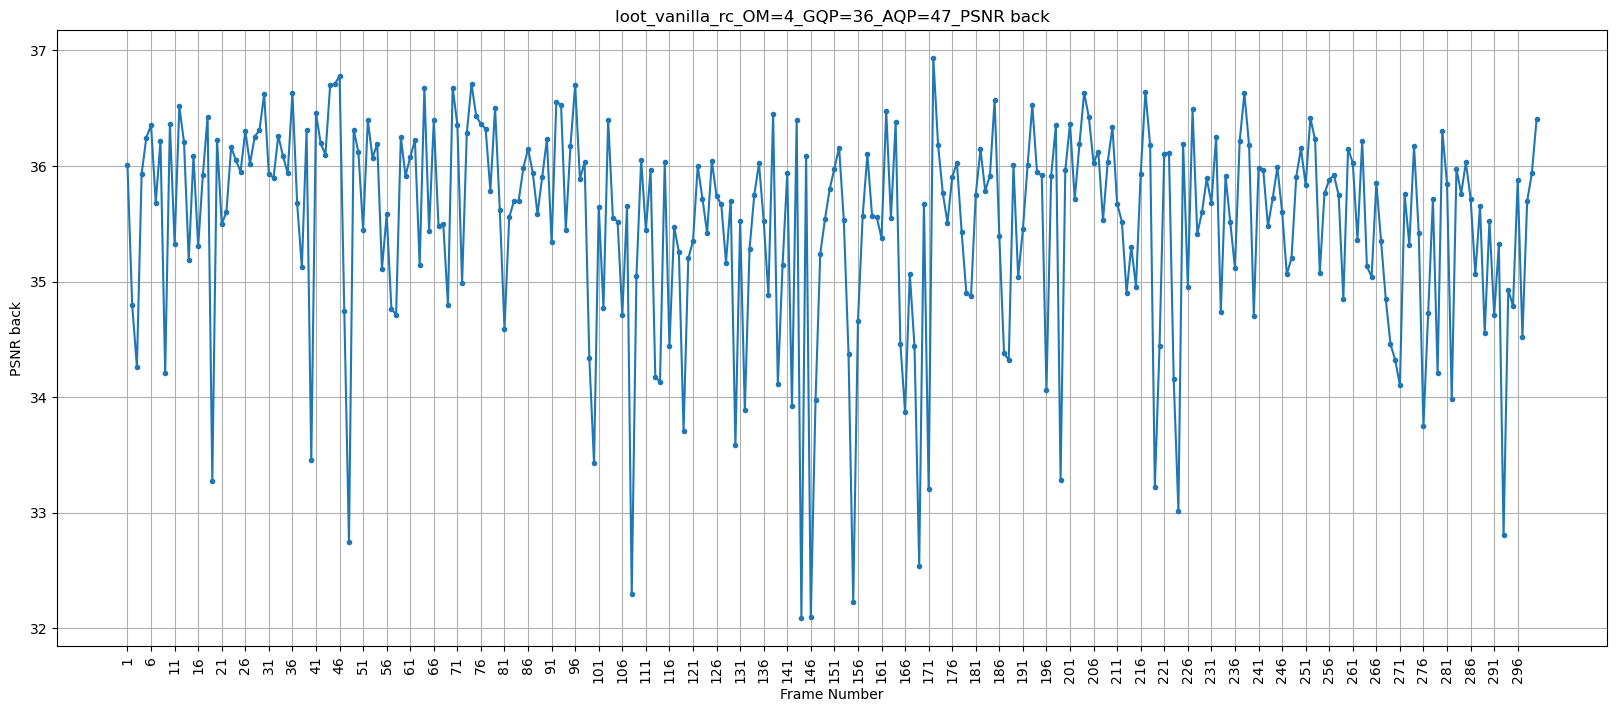 loot_vanilla_rc_OM=4_GQP=36_AQP=47_PSNR back
37
36
35
34
33
32
PSNR back
1 6 11 16 21 26 31 36 41 46 51 56 61 66 71 76 81 86 91 96 101 106 111 116 121 126 131 136 141 146 151 156 161 166 171 176 181 186 191 196 201 206 211 216 221 226 231 236 241 246 251 256 261 266 271 276 281 286 291 296
Frame Number